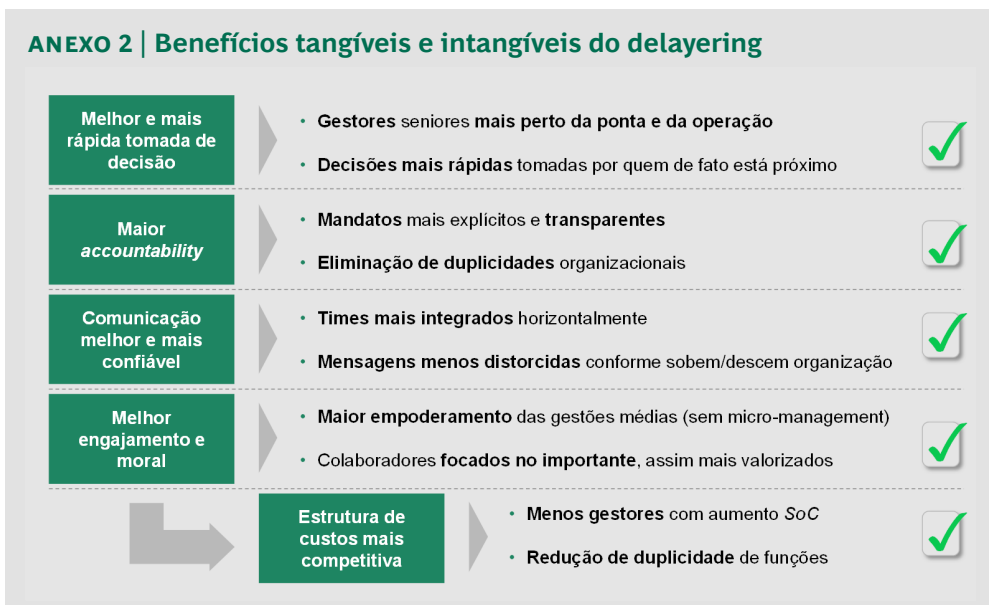 ANEXO 2 | Benefícios tangíveis e intangíveis do delayering
Melhor e mais
rápida tomada de
decisão
• Gestores seniores mais perto da ponta e da operação
• Decisões mais rápidas tomadas por quem de fato está próximo
Maior
accountability
• Mandatos mais explícitos e transparentes
• Eliminação de duplicidades organizacionais
Comunicação
melhor e mais
confiável
• Times mais integrados horizontalmente
• Mensagens menos distorcidas conforme sobem/descem organização
Melhor
engajamento e
moral
• Maior empoderamento das gestões médias (sem micro-management)
• Colaboradores focados no importante, assim mais valorizados
Estrutura de
custos mais
competitiva
• Menos gestores com aumento SoC
• Redução de duplicidade de funções